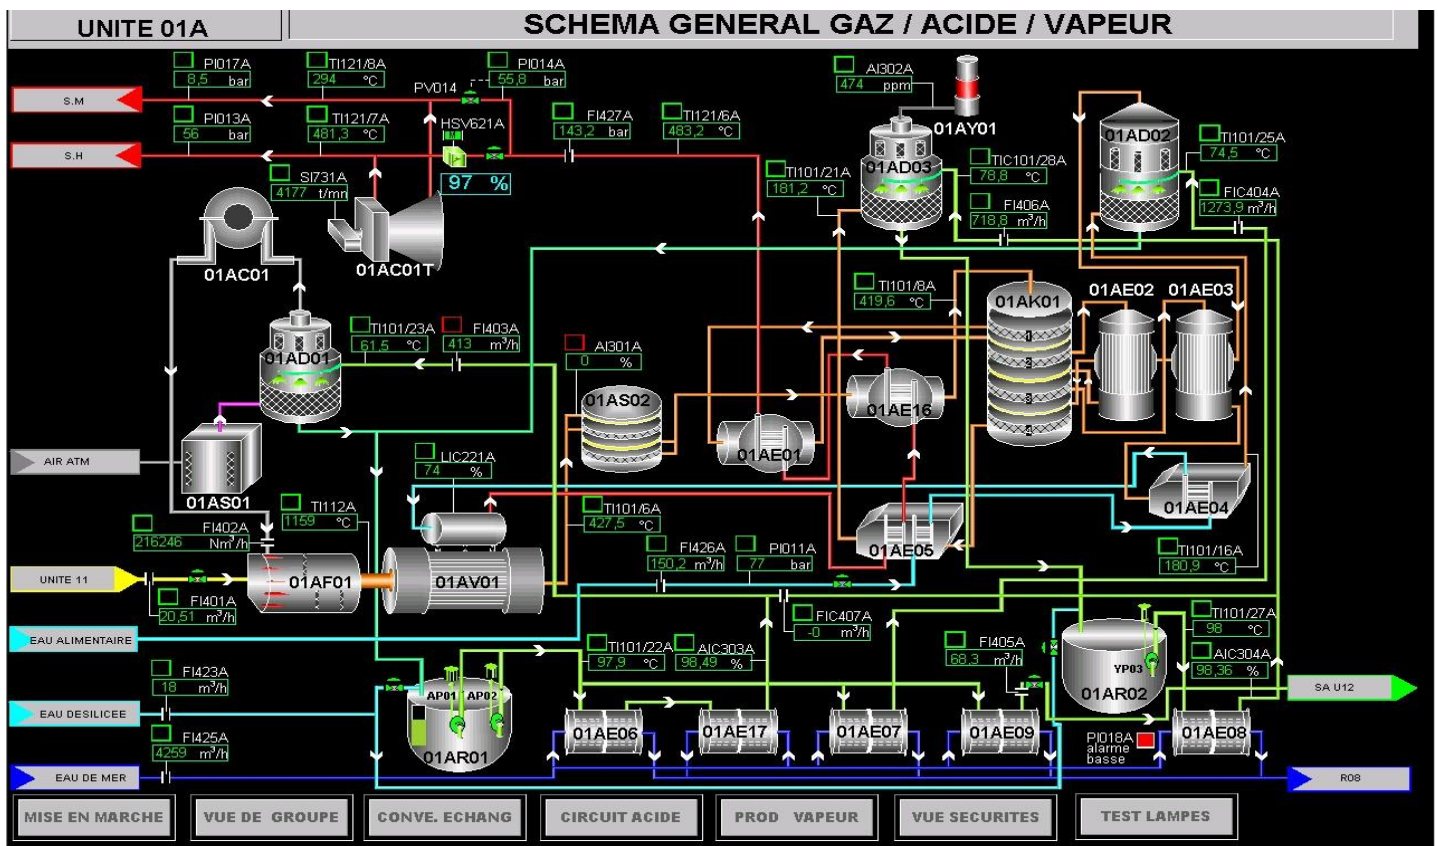 UNITE 01A
SCHEMA GENERAL GAZ / ACIDE / VAPEUR
PI017A
8,5 bar
TI121/8A
294 °C
PV014
PI014A
55,8 bar
AI302A
474 ppm
01AY01
S.M
PI013A
56 bar
TI121/7A
481,3 °C
HSV621A
M
97 %
FI427A
143,2 bar
TI121/6A
483,2 °C
S.H
SI731A
4177 t/mn
01AC01
01AC01T
TI101/21A
181,2 °C
01AD03
TIC101/28A
78,8 °C
FI406A
718,8 m³/h
01AD02
TI101/25A
74,5 °C
FIC404A
1273,9 m³/h
TI101/8A
419,6 °C
01AK01
01AE02
01AE03
01AD01
TI101/23A
61,5 °C
FI403A
413 m³/h
AI301A
0 %
01AS02
01AE16
01AE01
AIR ATM
01AS01
LIC221A
74 %
01AE04
TI112A
1159 °C
FI402A
216246 Nm³/h
TI101/6A
427,5 °C
01AE05
FI426A
150,2 m³/h
PI011A
77 bar
TI101/16A
180,9 °C
UNITE 11
01AF01
01AV01
FI401A
20,51 m³/h
FIC407A
-0 m³/h
EAU ALIMENTAIRE
TI101/22A
97,9 °C
AIC303A
98,49 %
FI405A
68,3 m³/h
TI101/27A
98 °C
AIC304A
98,36 %
YP03
01AR02
FI423A
18 m³/h
EAU DESILICEE
SA U12
AP01
AP02
01AR01
01AE06
01AE17
01AE07
01AE09
PI018A
alarme
basse
01AE08
FI425A
4259 m³/h
EAU DE MER
R08
MISE EN MARCHE
VUE DE GROUPE
CONVE. ECHANG
CIRCUIT ACIDE
PROD VAPEUR
VUE SECURITES
TEST LAMPES